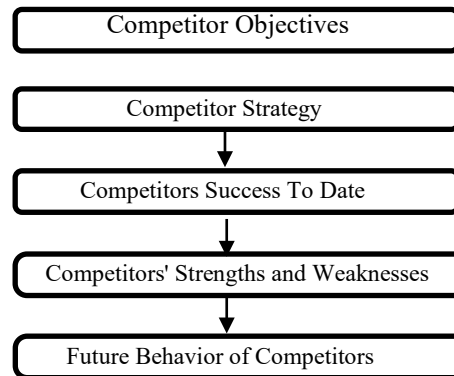 Competitor Objectives
Competitor Strategy
Competitors Success To Date
Competitors' Strengths and Weaknesses
Future Behavior of Competitors